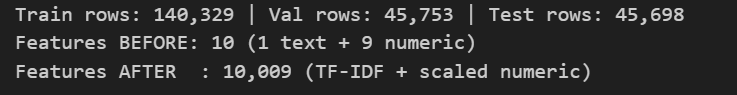 Train rows: 140,329 | Val rows: 45,753 | Test rows: 45,698
Features BEFORE: 10 (1 text + 9 numeric)
Features AFTER  : 10,009 (TF-IDF + scaled numeric)